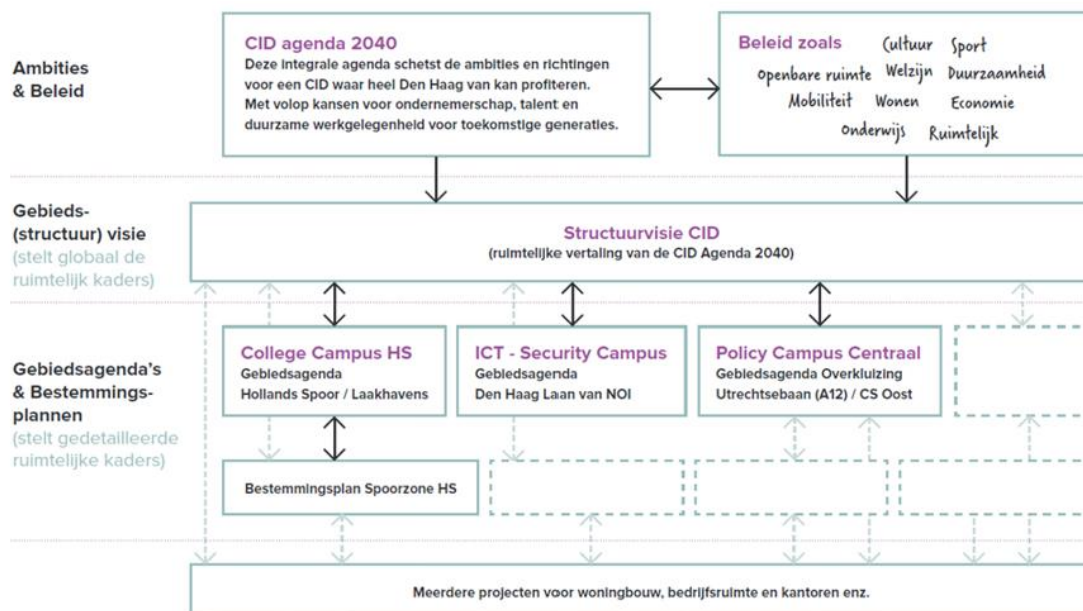 Ambities
& Beleid
CID agenda 2040
Deze integrale agenda schetst de ambities en richtingen
voor een CID waar heel Den Haag van kan profiteren.
Met volop kansen voor ondernemerschap, talent en
duurzame werkgelegenheid voor toekomstige generaties.
Beleid zoals
Cultuur Sport
Openbare ruimte Welzijn Duurzaamheid
Mobiliteit Wonen Economie
Onderwijs Ruimtelijk
Gebieds-
(structuur) visie
(stelt globaal de
ruimtelijk kaders)
Structuurvisie CID
(ruimtelijke vertaling van de CID Agenda 2040)
Gebiedsagenda's
& Bestemmings-
plannen
(stelt gedetailleerde
ruimtelijke kaders)
College Campus HS
Gebiedsagenda
Hollands Spoor / Laakhavens
ICT - Security Campus
Gebiedsagenda
Den Haag Laan van NOI
Policy Campus Centraal
Gebiedsagenda Overkluizing
Utrechtsebaan (A12) / CS Oost
Bestemmingsplan Spoorzone HS
Meerdere projecten voor woningbouw, bedrijfsruimte en kantoren enz.